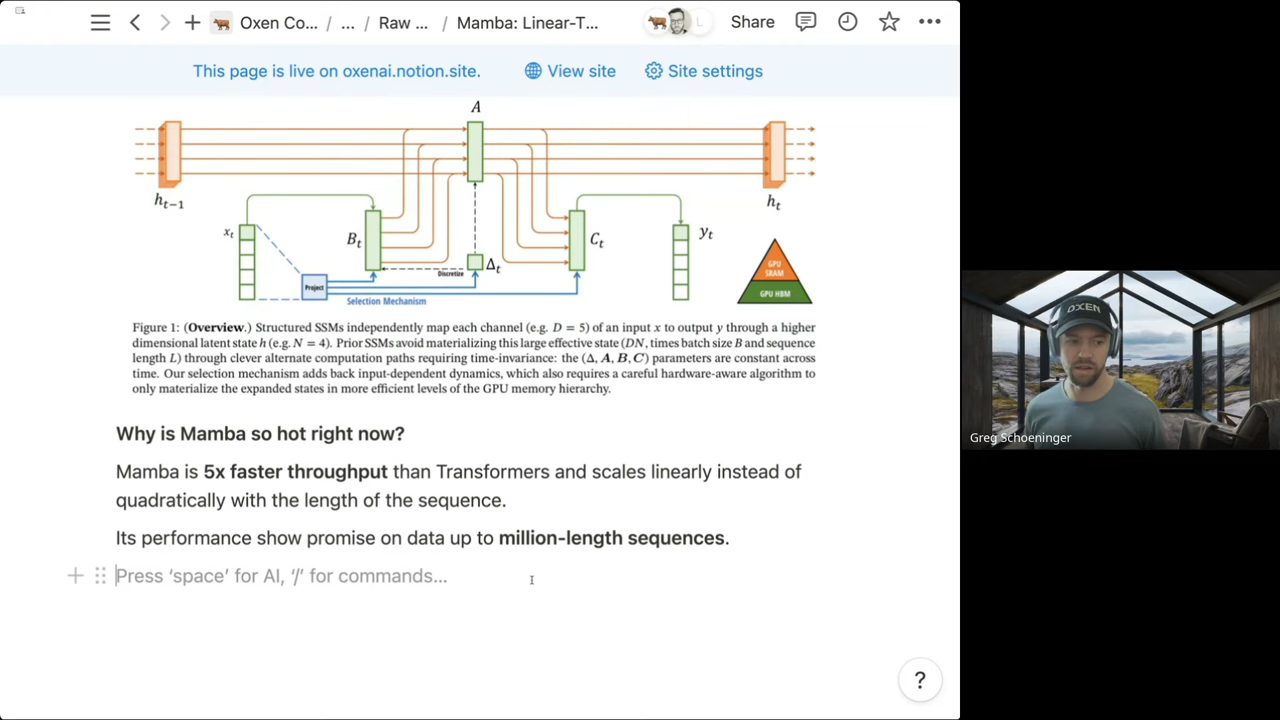 Oxen Co... / ... / Raw ... / Mamba: Linear-T... L Share
This page is live on oxenai.notion.site. View site Site settings
A
h_{t-1}
h_t
x_t
B_t
C_t
y_t
Δ_t
Discretize
Project
Selection Mechanism
GPU
SRAM
GPU HBM
Figure 1: (Overview.) Structured SSMs independently map each channel (e.g. D = 5) of an input x to output y through a higher
dimensional latent state h (e.g. N = 4). Prior SSMs avoid materializing this large effective state (DN, times batch size B and sequence
length L) through clever alternate computation paths requiring time-invariance: the (Δ, A, B, C) parameters are constant across
time. Our selection mechanism adds back input-dependent dynamics, which also requires a careful hardware-aware algorithm to
only materialize the expanded states in more efficient levels of the GPU memory hierarchy.
Why is Mamba so hot right now?
Mamba is 5x faster throughput than Transformers and scales linearly instead of
quadratically with the length of the sequence.
Its performance show promise on data up to million-length sequences.
Press ‘space’ for AI, ‘/’ for commands...
?
OXEN
Greg Schoeninger